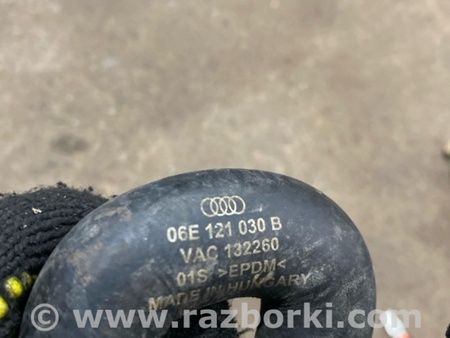 06E 121 030 B
VAC 132260
01S >EPDM<
MADE IN HUNGARY
© www.razborki.com ®